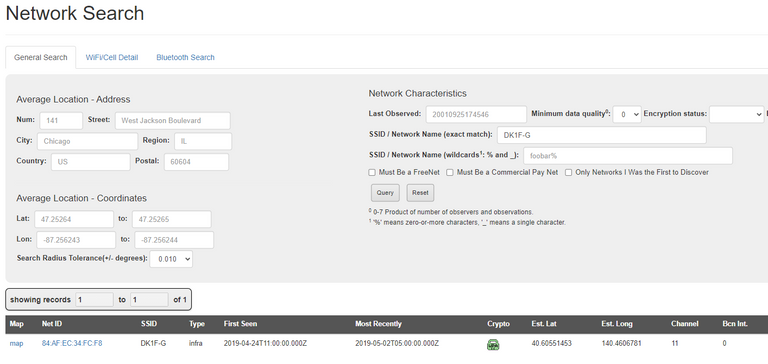 Network Search
General Search WiFi/Cell Detail Bluetooth Search
Average Location - Address
Num: 141 Street: West Jackson Boulevard
City: Chicago Region: IL
Country: US Postal: 60604
Average Location - Coordinates
Lat: 47.25264 to: 47.25265
Lon: -87.256243 to: -87.256244
Search Radius Tolerance(+/- degrees): 0.010
Network Characteristics
Last Observed: 20010925174546 Minimum data quality⁰: 0 Encryption status:
SSID / Network Name (exact match): DK1F-G
SSID / Network Name (wildcards¹: % and _): foobar%
Must Be a FreeNet Must Be a Commercial Pay Net Only Networks I Was the First to Discover
Query Reset
⁰ 0-7 Product of number of observers and observations.
¹ '%' means zero-or-more characters, '_' means a single character.
showing records 1 to 1 of 1
Map Net ID SSID Type First Seen Most Recently Crypto Est. Lat Est. Long Channel Bcn Int.
map 84:AF:EC:34:FC:F8 DK1F-G infra 2019-04-24T11:00:00.000Z 2019-05-02T05:00:00.000Z 40.60551453 140.4606781 11 0